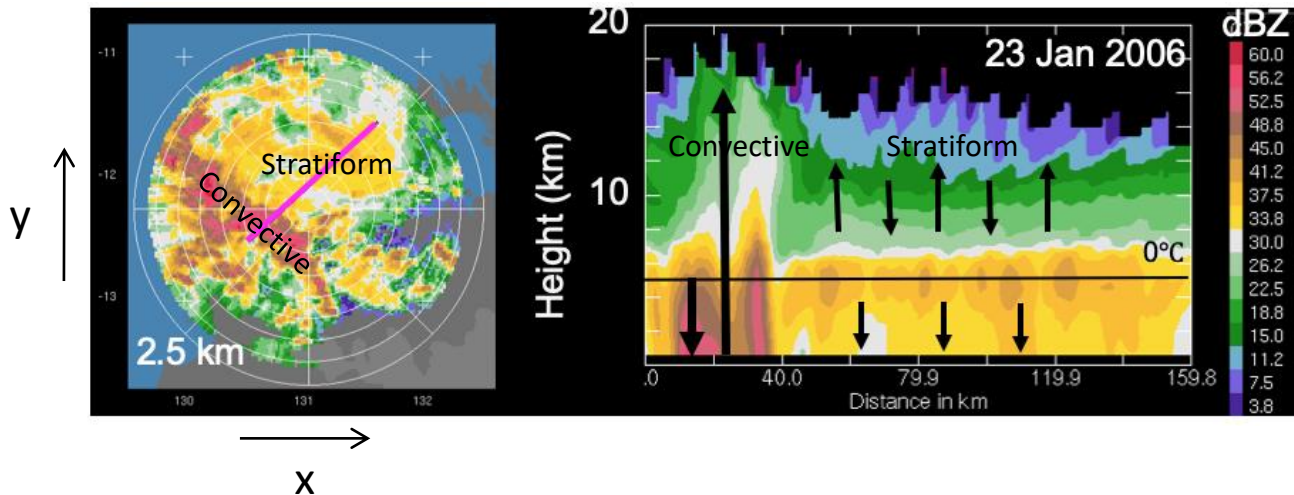 20
dBZ
23 Jan 2006
60.0
56.2
52.5
48.8
45.0
41.2
37.5
33.8
30.0
26.2
22.5
18.8
15.0
11.2
7.5
3.8
-11
-12
-13
Stratiform
Convective
2.5 km
130
131
132
y
x
Height (km)
10
Convective
Stratiform
0°C
.0
40.0
79.9
119.9
159.8
Distance in km